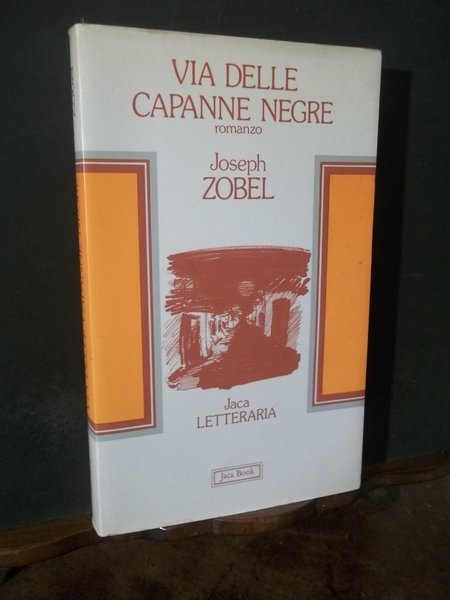 VIA DELLE
CAPANNE NEGRE
romanzo
Joseph
ZOBEL
Jaca
LETTERARIA
Jaca Book